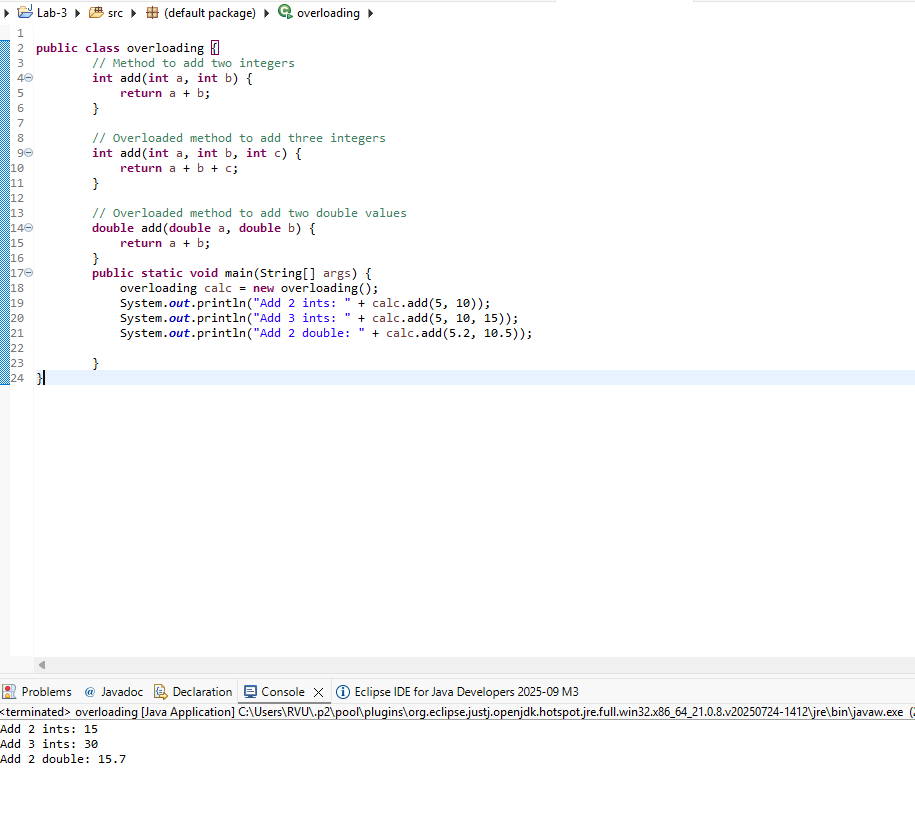 Lab-3 src (default package) overloading
1
2 public class overloading {
3 // Method to add two integers
4 int add(int a, int b) {
5 return a + b;
6 }
7
8 // Overloaded method to add three integers
9 int add(int a, int b, int c) {
10 return a + b + c;
11 }
12
13 // Overloaded method to add two double values
14 double add(double a, double b) {
15 return a + b;
16 }
17 public static void main(String[] args) {
18 overloading calc = new overloading();
19 System.out.println("Add 2 ints: " + calc.add(5, 10));
20 System.out.println("Add 3 ints: " + calc.add(5, 10, 15));
21 System.out.println("Add 2 double: " + calc.add(5.2, 10.5));
22
23 }
24 }
Problems @ Javadoc Declaration Console Eclipse IDE for Java Developers 2025-09 M3
<terminated> overloading [Java Application] C:\Users\RVU\.p2\pool\plugins\org.eclipse.justj.openjdk.hotspot.jre.full.win32.x86_64_21.0.8.v20250724-1412\jre\bin\javaw.exe
Add 2 ints: 15
Add 3 ints: 30
Add 2 double: 15.7